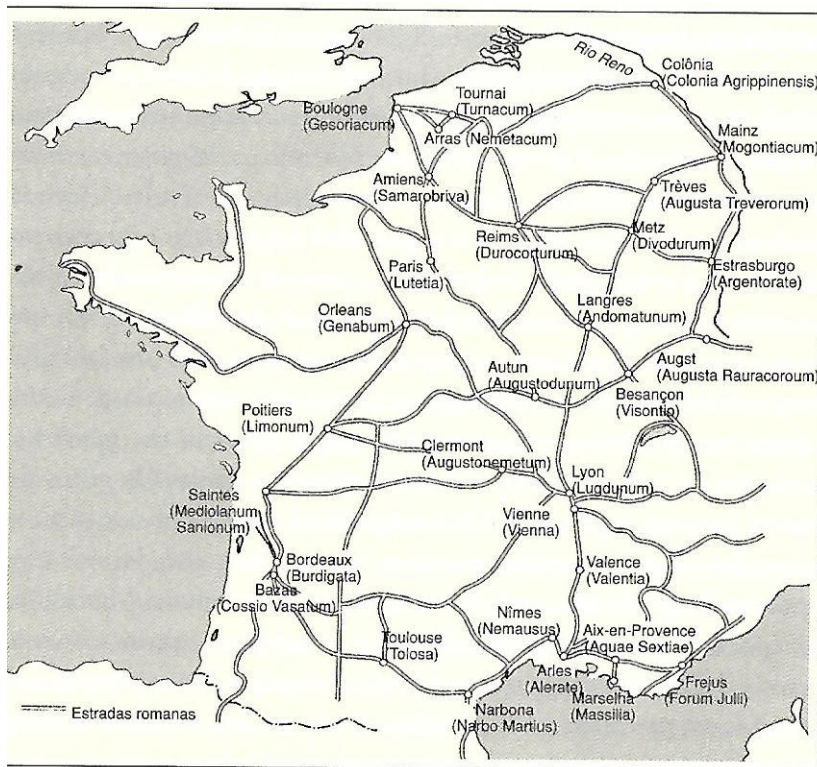 Rio Reno
Colônia
(Colonia Agrippinensis)
Tournai
(Turnacum)
Boulogne
(Gesoriacum)
Arras (Nemetacum)
Mainz
(Mogontiacum)
Amiens
(Samarobriva)
Trèves
(Augusta Treverorum)
Reims
(Durocorturum)
Metz
(Divodurum)
Paris
(Lutetia)
Estrasburgo
(Argentorate)
Orleans
(Genabum)
Langres
(Andomatunum)
Autun
(Augustodunum)
Augst
(Augusta Rauracoroum)
Besançon
(Visontio)
Poitiers
(Limonum)
Clermont
(Augustonemetum)
Lyon
(Lugdunum)
Saintes
(Mediolanum
Sanionum)
Vienne
(Vienna)
Bordeaux
(Burdigata)
Valence
(Valentia)
Bazas
(Cossio Vasatum)
Nîmes
(Nemausus)
Aix-en-Provence
(Aquae Sextiae)
Toulouse
(Tolosa)
Arles
(Alerate)
Marselha
(Massilia)
Frejus
(Forum Julli)
Narbona
(Narbo Martius)
Estradas romanas